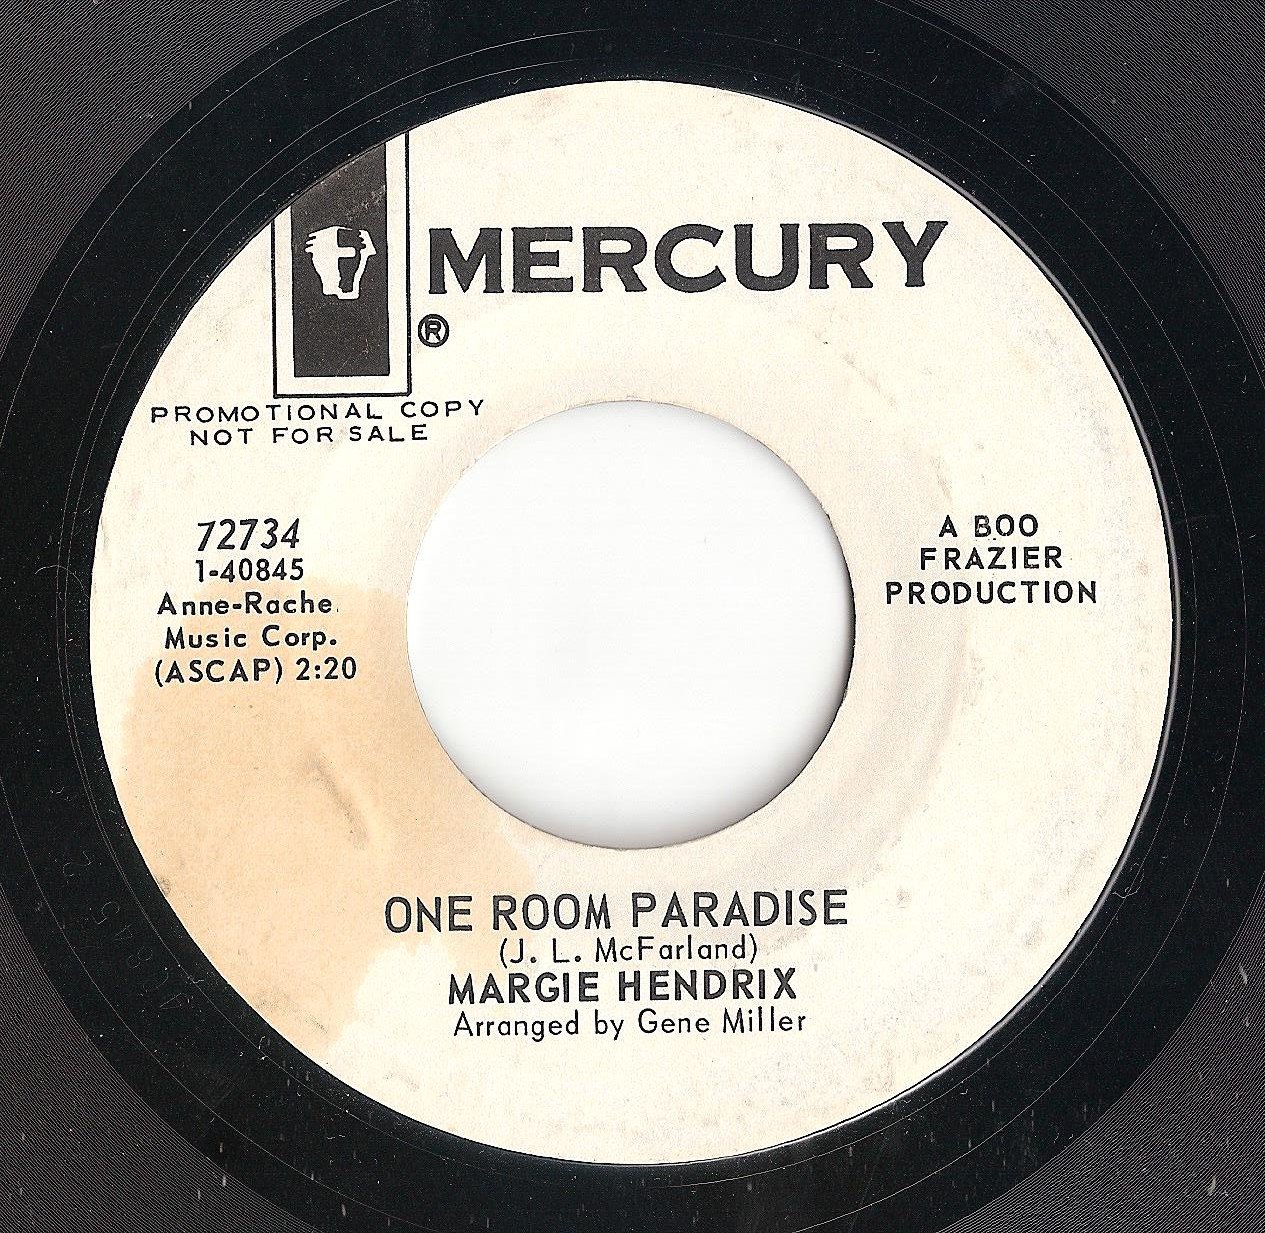 MERCURY
®
PROMOTIONAL COPY
NOT FOR SALE
72734
1-40845
Anne-Rache
Music Corp.
(ASCAP) 2:20
A BOO
FRAZIER
PRODUCTION
ONE ROOM PARADISE
(J. L. McFarland)
MARGIE HENDRIX
Arranged by Gene Miller